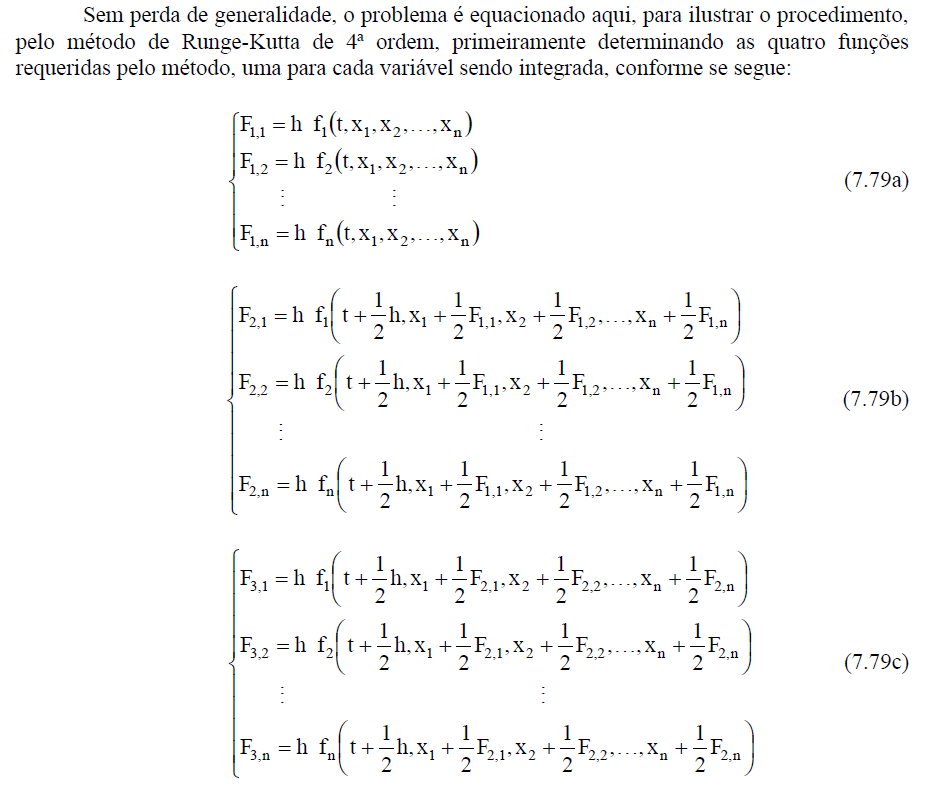 Sem perda de generalidade, o problema é equacionado aqui, para ilustrar o procedimento,
pelo método de Runge-Kutta de 4ª ordem, primeiramente determinando as quatro funções
requeridas pelo método, uma para cada variável sendo integrada, conforme se segue:
F₁,₁ = h f₁(t, x₁, x₂, …, xₙ)
F₁,₂ = h f₂(t, x₁, x₂, …, xₙ)
⋮ ⋮ (7.79a)
F₁,ₙ = h fₙ(t, x₁, x₂, …, xₙ)
F₂,₁ = h f₁(t + 1/2 h, x₁ + 1/2 F₁,₁, x₂ + 1/2 F₁,₂, …, xₙ + 1/2 F₁,ₙ)
F₂,₂ = h f₂(t + 1/2 h, x₁ + 1/2 Fₙ,₁, x₂ + 1/2 F₁,₂, …, xₙ + 1/2 F₁,ₙ) (7.79b)
⋮ ⋮
F₂,ₙ = h fₙ(t + 1/2 h, x₁ + 1/2 F₁,₁, x₂ + 1/2 F₁,₂, …, xₙ + 1/2 F₁,ₙ)
F₃,₁ = h f₁(t + 1/2 h, x₁ + 1/2 F₂,₁, x₂ + 1/2 F₂,₂, …, xₙ + 1/2 F₂,ₙ)
F₃,₂ = h f₂(t + 1/2 h, x₁ + 1/2 F₂,₁, x₂ + 1/2 F₂,₂, …, xₙ + 1/2 F₂,ₙ) (7.79c)
⋮ ⋮
F₃,ₙ = h fₙ(t + 1/2 h, x₁ + 1/2 F₂,₁, x₂ + 1/2 F₂,₂, …, xₙ + 1/2 F₂,ₙ)